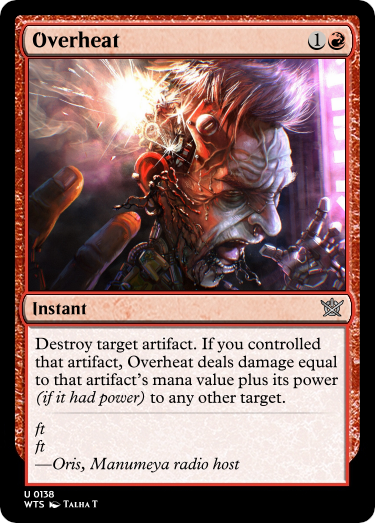 Overheat 1
Instant
Destroy target artifact. If you controlled
that artifact, Overheat deals damage equal
to that artifact's mana value plus its power
(if it had power) to any other target.
ft
ft
—Oris, Manumeya radio host
U 0138
WTS TALHA T